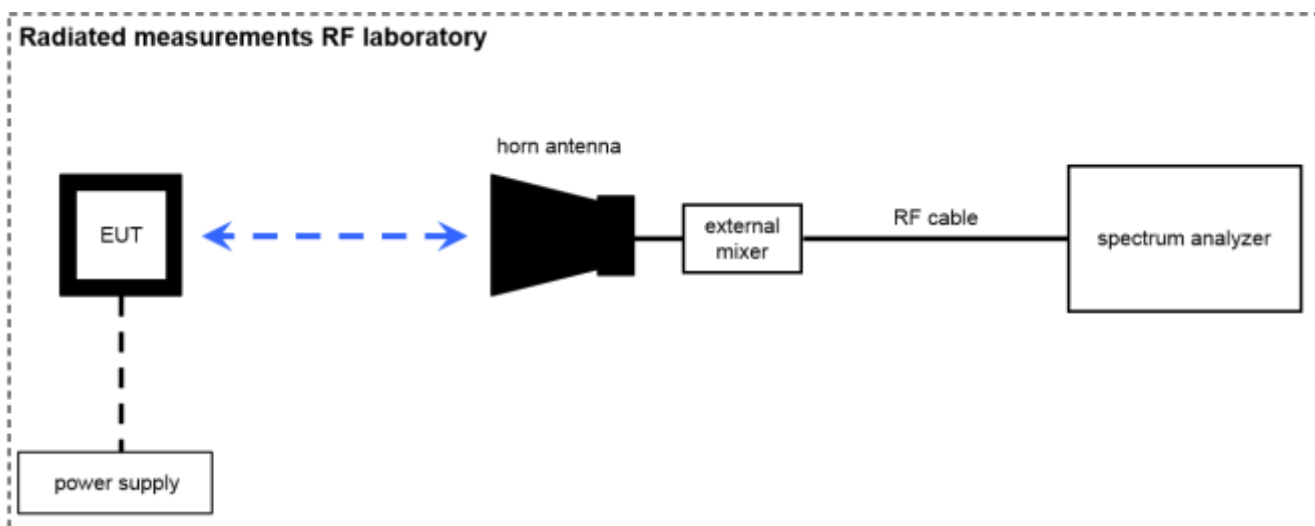 Radiated measurements RF laboratory
horn antenna
EUT
external
mixer
RF cable
spectrum analyzer
power supply